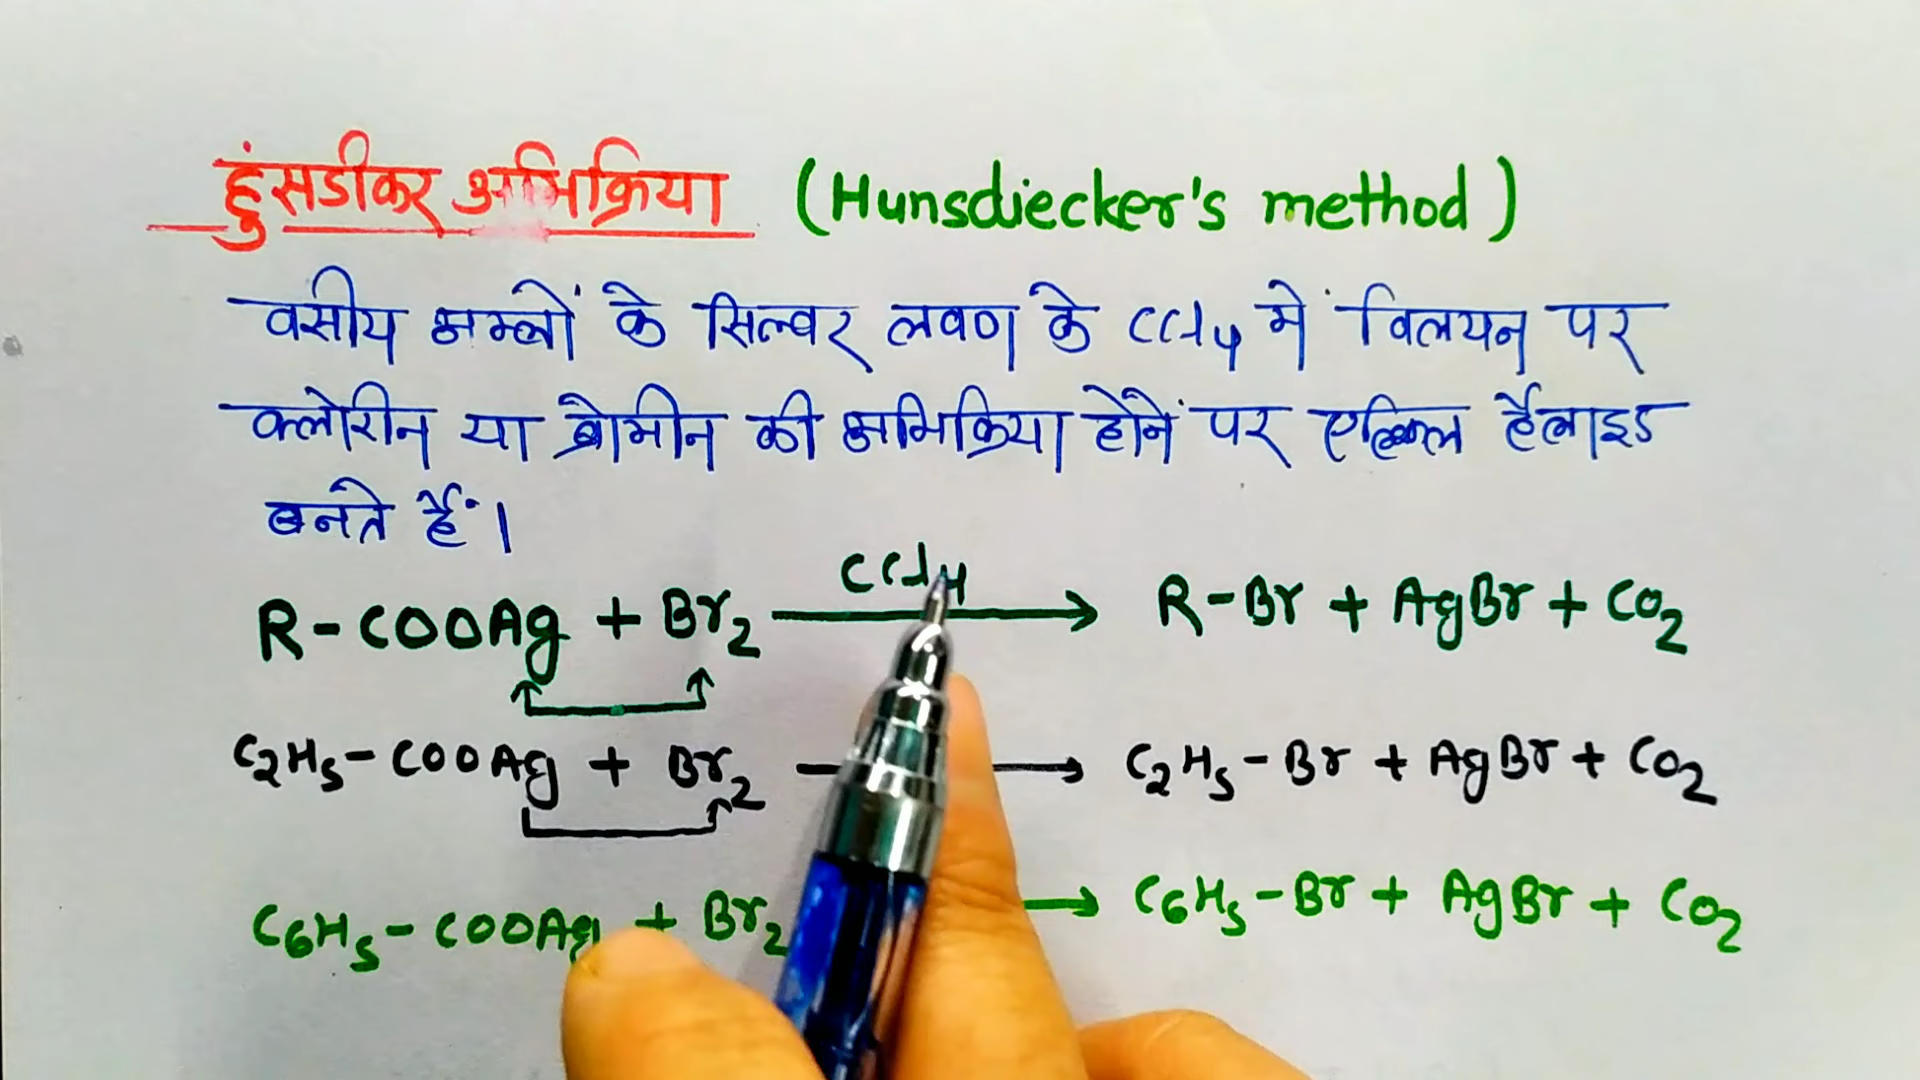 हुंसडीकर अभिक्रिया (Hunsdiecker's method)
वसीय अम्लों के सिल्वर लवण के CCl4 में विलयन पर
क्लोरीन या ब्रोमीन की अभिक्रिया होने पर एल्किल हैलाइड
बनते हैं।
R-COOAg + Br2 CCl4→ R-Br + AgBr + CO2
C2H5-COOAg + Br2 → C2H5-Br + AgBr + CO2
C6H5-COOAg + Br2 → C6H5-Br + AgBr + CO2